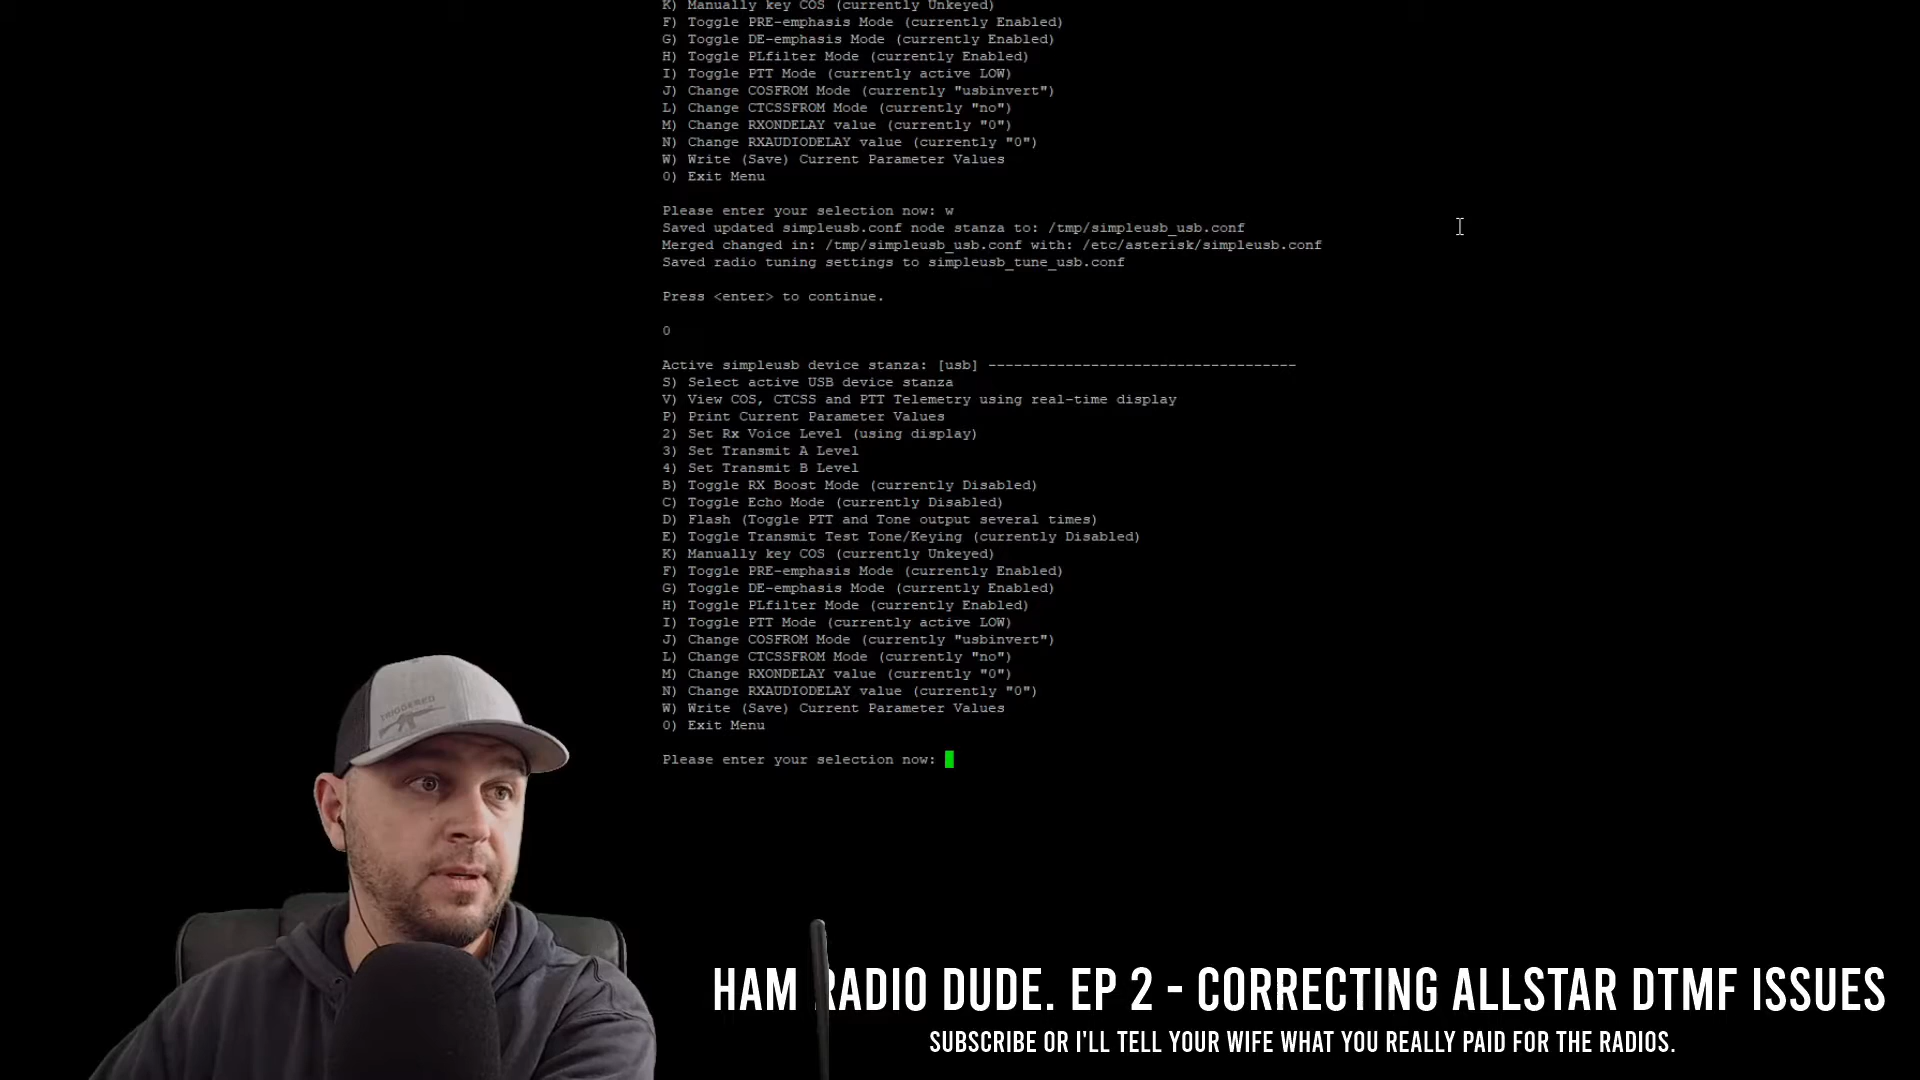 K) Manually key COS (currently Unkeyed)
F) Toggle PRE-emphasis Mode (currently Enabled)
G) Toggle DE-emphasis Mode (currently Enabled)
H) Toggle PLfilter Mode (currently Enabled)
I) Toggle PTT Mode (currently active LOW)
J) Change COSFROM Mode (currently "usbinvert")
L) Change CTCSSFROM Mode (currently "no")
M) Change RXONDELAY value (currently "0")
N) Change RXAUDIODELAY value (currently "0")
W) Write (Save) Current Parameter Values
0) Exit Menu
Please enter your selection now: w
Saved updated simpleusb.conf node stanza to: /tmp/simpleusb_usb.conf
Merged changed in: /tmp/simpleusb_usb.conf with: /etc/asterisk/simpleusb.conf
Saved radio tuning settings to simpleusb_tune_usb.conf
Press <enter> to continue.
0
Active simpleusb device stanza: [usb] -------------------------------------
S) Select active USB device stanza
V) View COS, CTCSS and PTT Telemetry using real-time display
P) Print Current Parameter Values
2) Set Rx Voice Level (using display)
3) Set Transmit A Level
4) Set Transmit B Level
B) Toggle RX Boost Mode (currently Disabled)
C) Toggle Echo Mode (currently Disabled)
D) Flash (Toggle PTT and Tone output several times)
E) Toggle Transmit Test Tone/Keying (currently Disabled)
K) Manually key COS (currently Unkeyed)
F) Toggle PRE-emphasis Mode (currently Enabled)
G) Toggle DE-emphasis Mode (currently Enabled)
H) Toggle PLfilter Mode (currently Enabled)
I) Toggle PTT Mode (currently active LOW)
J) Change COSFROM Mode (currently "usbinvert")
L) Change CTCSSFROM Mode (currently "no")
M) Change RXONDELAY value (currently "0")
N) Change RXAUDIODELAY value (currently "0")
W) Write (Save) Current Parameter Values
0) Exit Menu
Please enter your selection now:
TRIGGERED
HAM RADIO DUDE. EP 2 - CORRECTING ALLSTAR DTMF ISSUES
SUBSCRIBE OR I'LL TELL YOUR WIFE WHAT YOU REALLY PAID FOR THE RADIOS.